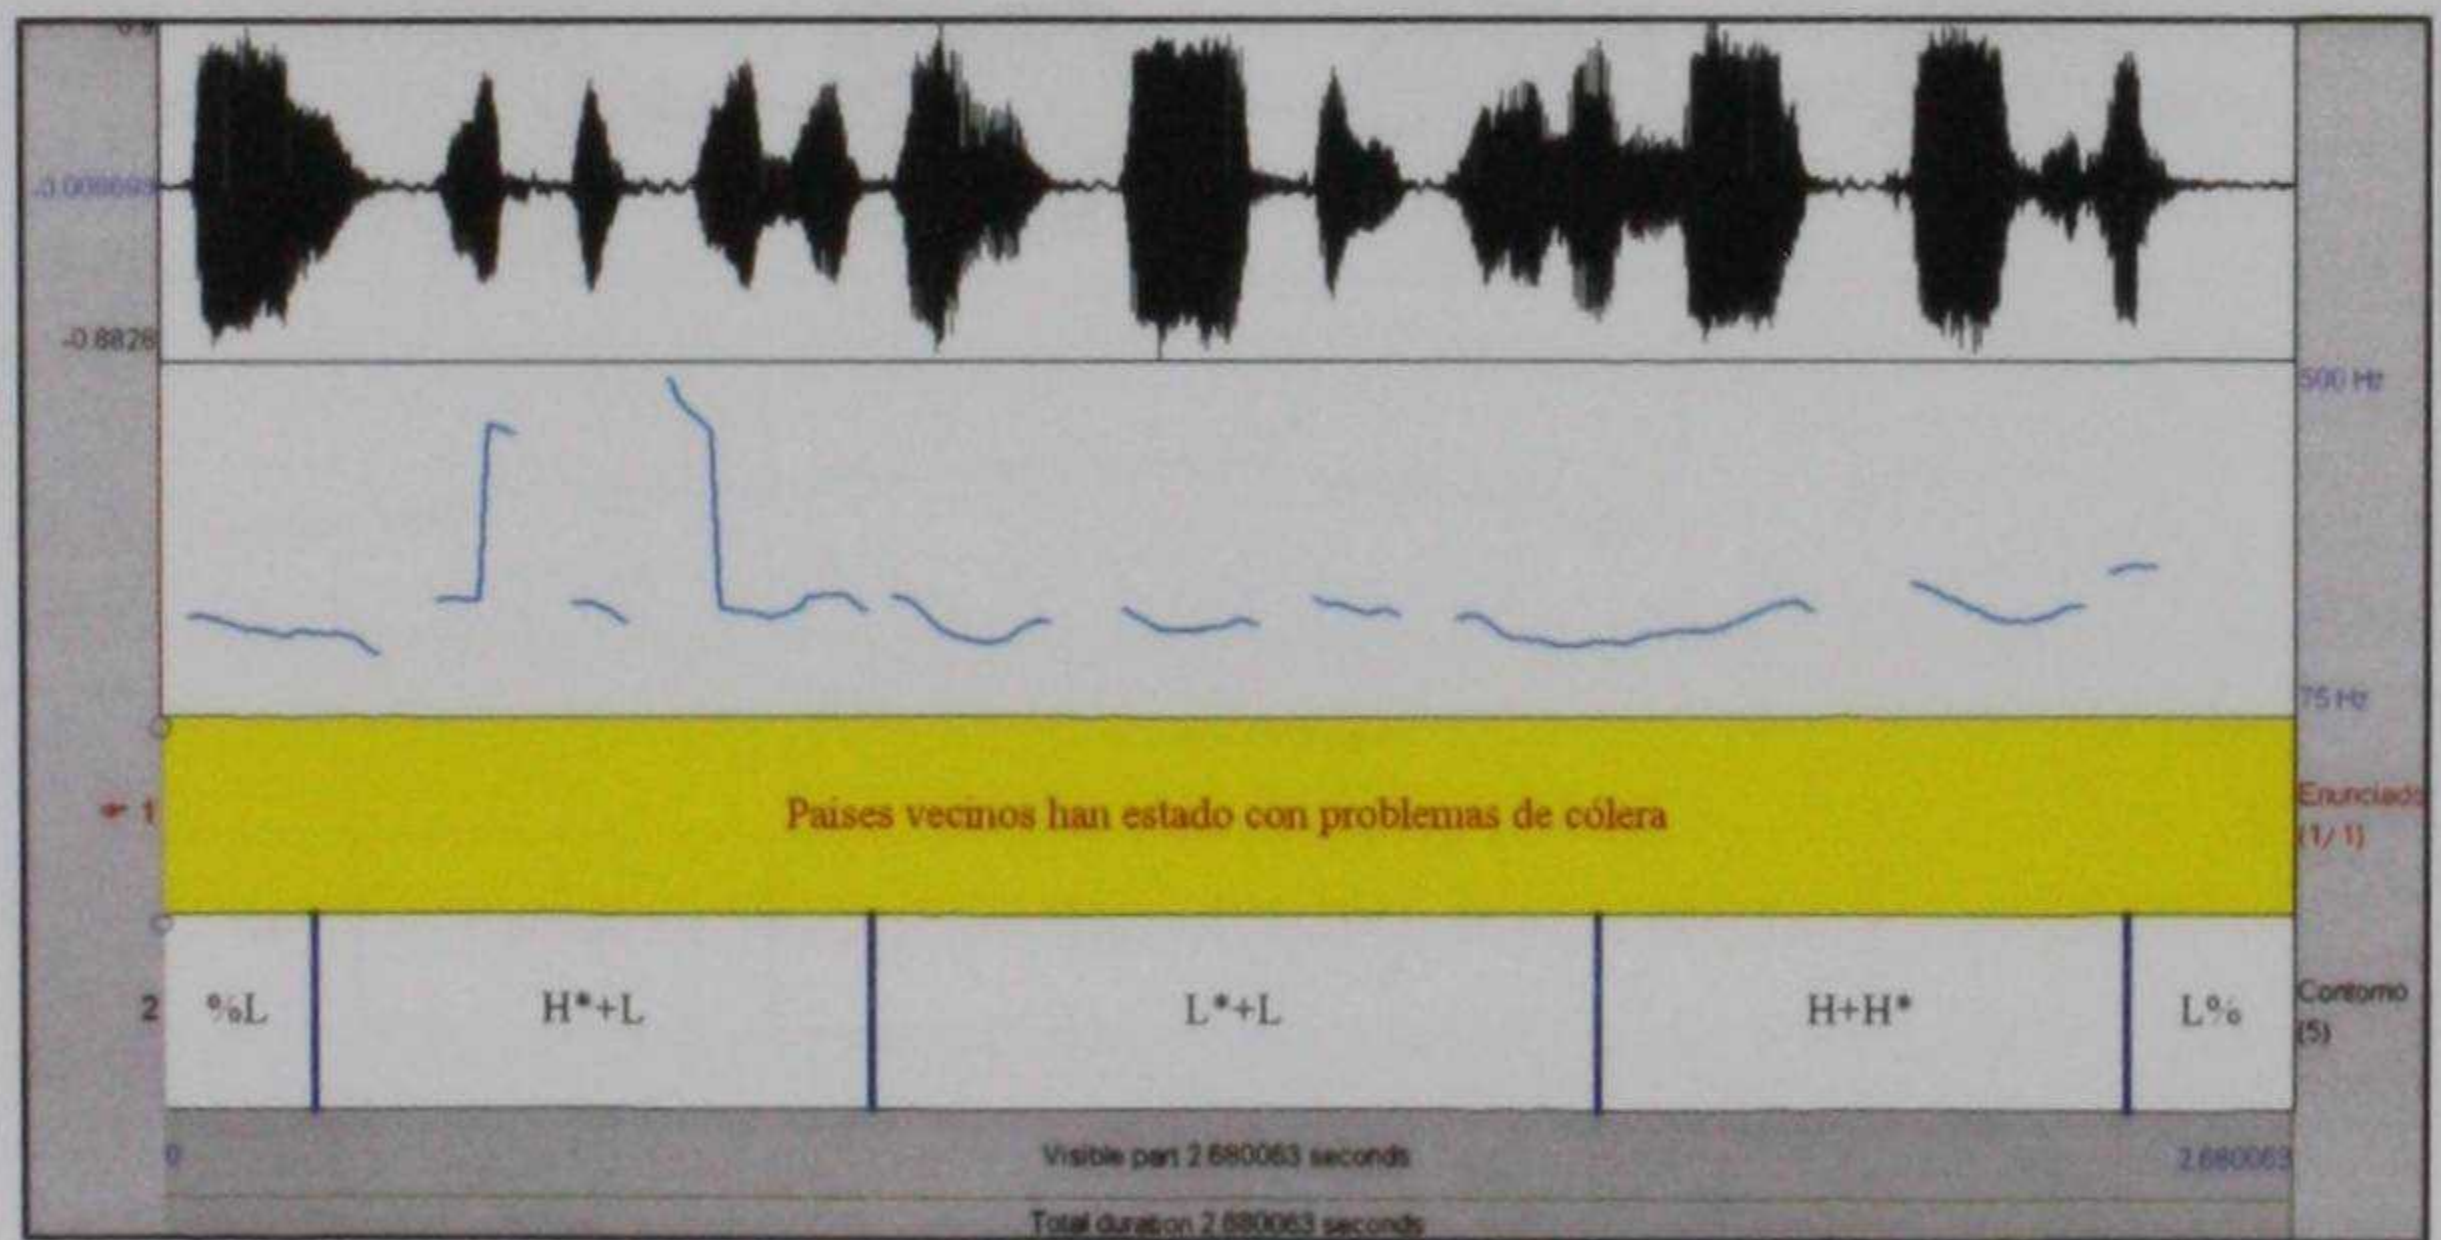 -0.8828
500 Hz
75 Hz
1
Paises vecinos han estado con problemas de cólera
Enunciado
(1/1)
2
%L
H*+L
L*+L
H+H*
L%
Contorno
(5)
0
Visible part 2.680063 seconds
2.680063
Total duration 2.680063 seconds